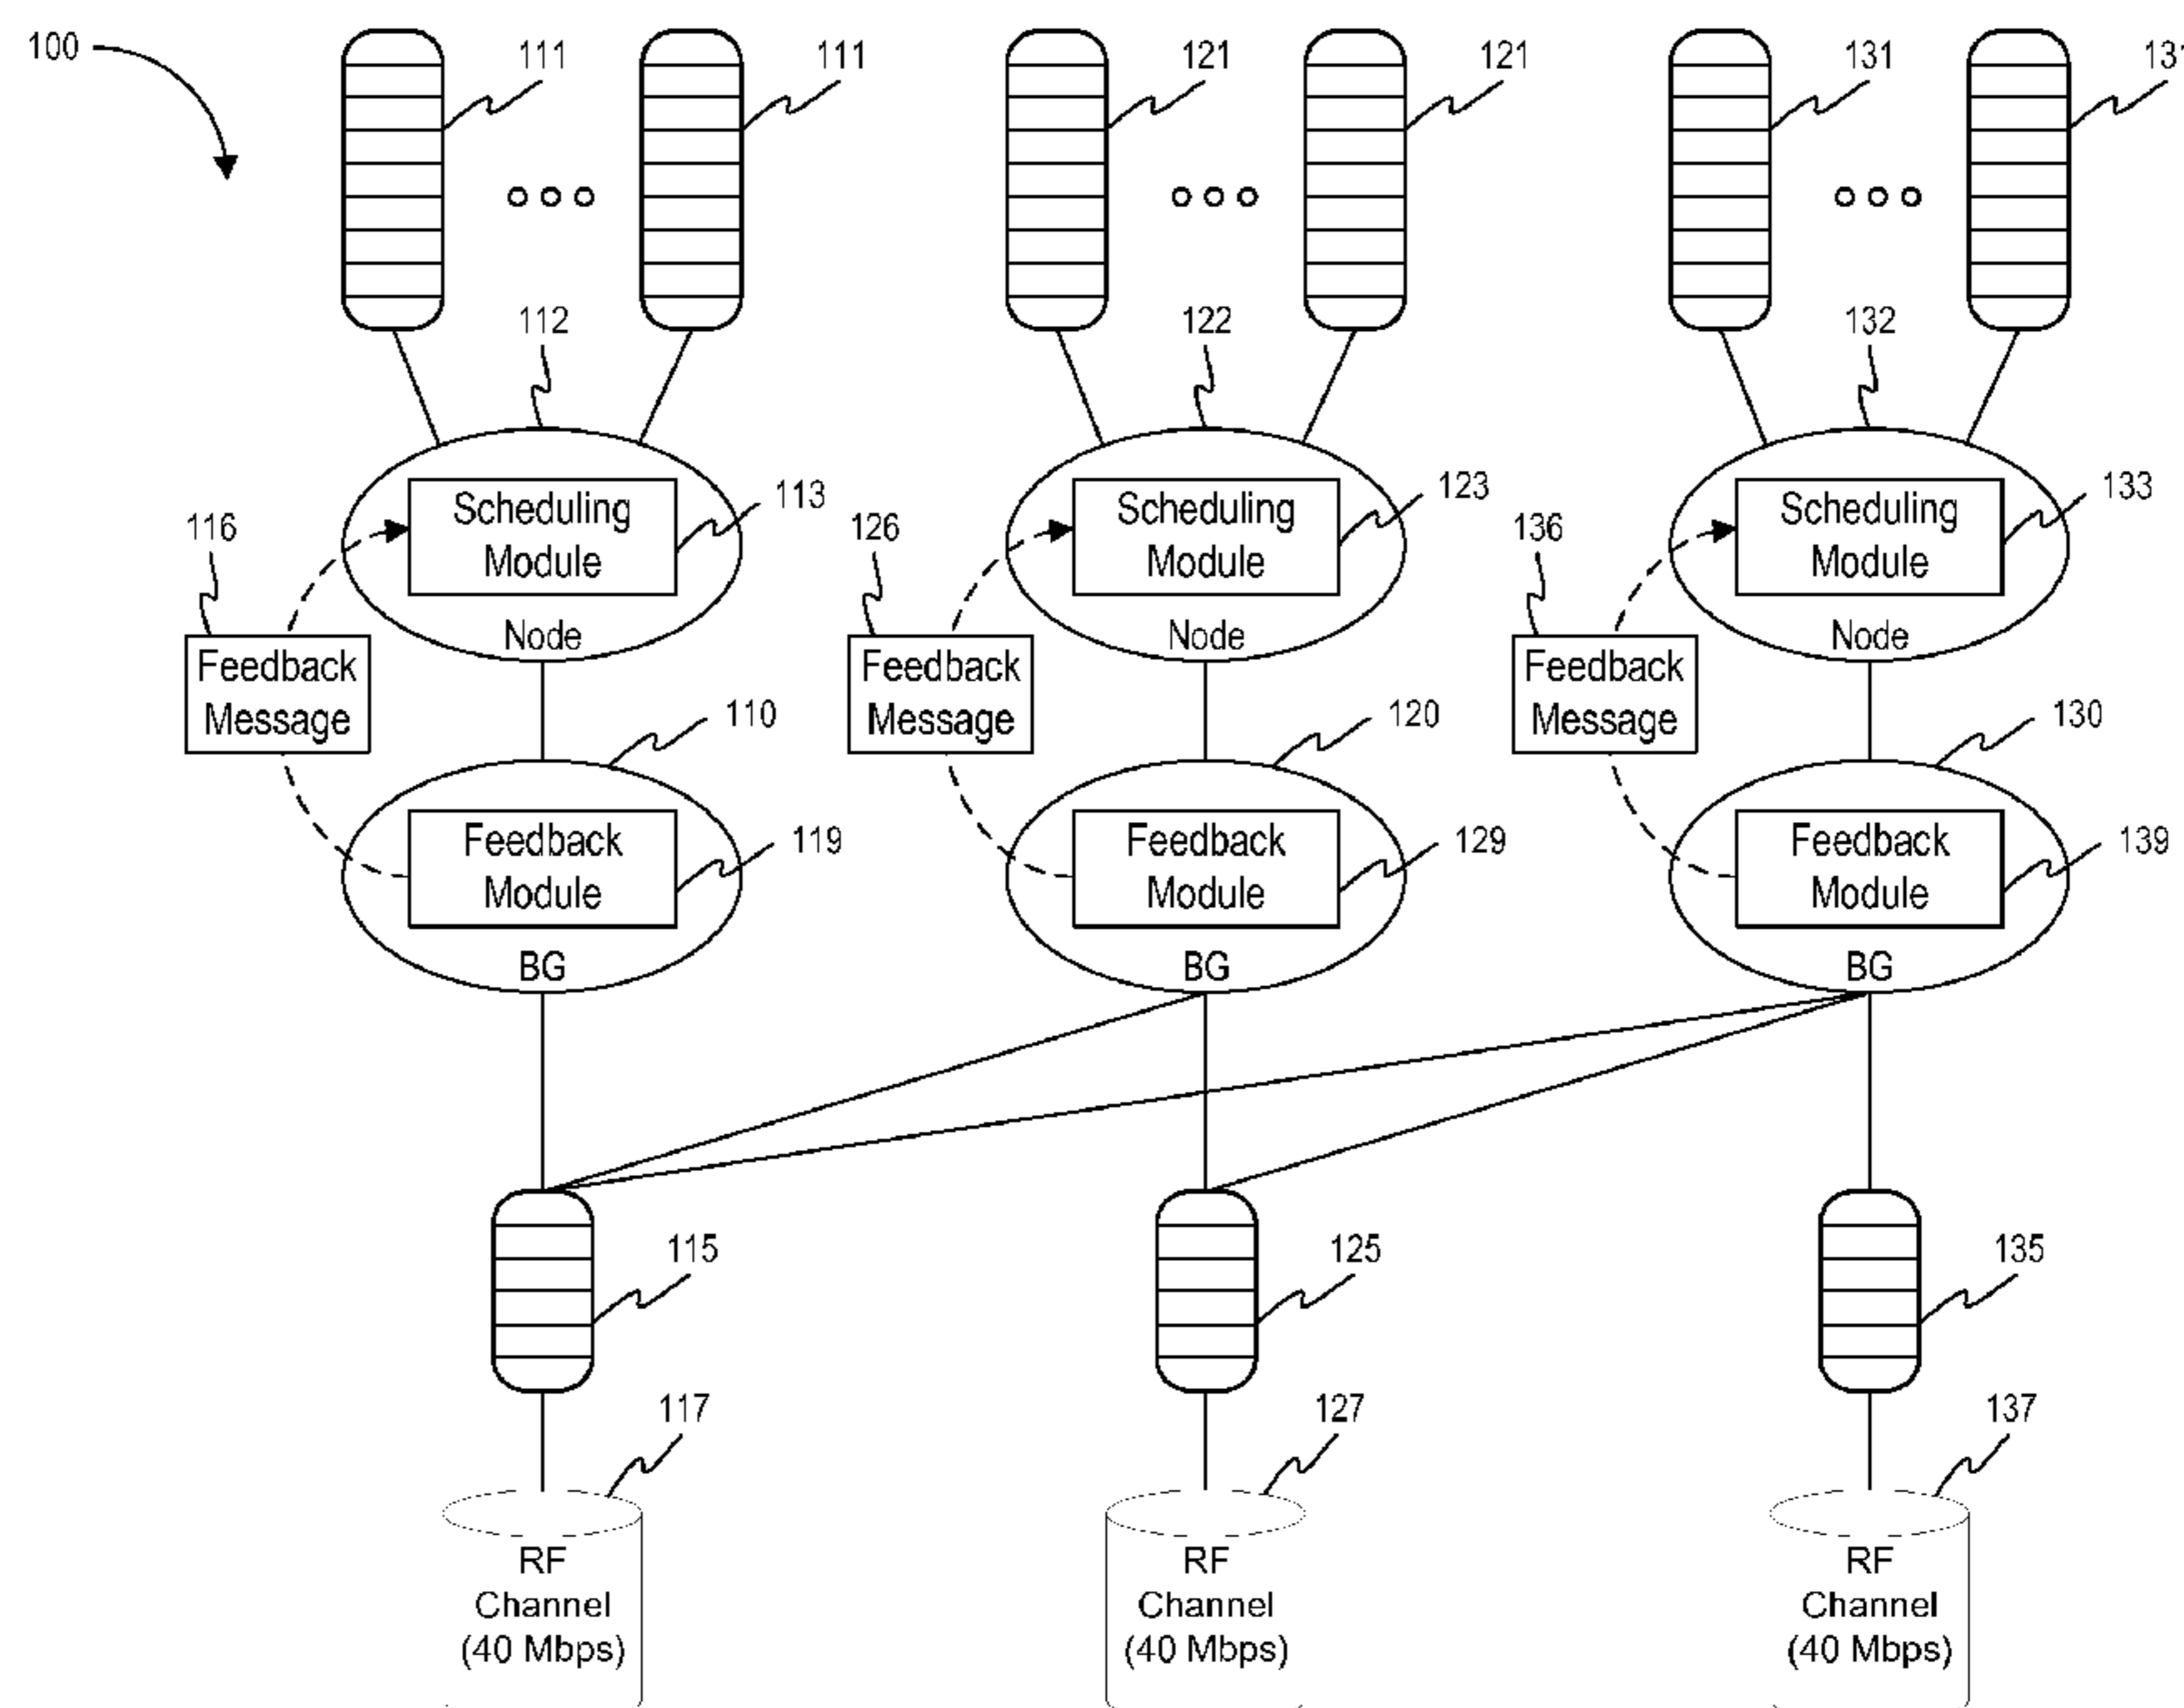 100
111
111
121
121
131
131
112
122
132
Scheduling
Module
113
Scheduling
Module
123
Scheduling
Module
133
116
126
136
Node
Node
Node
Feedback
Message
Feedback
Message
Feedback
Message
110
120
130
Feedback
Module
119
Feedback
Module
129
Feedback
Module
139
BG
BG
BG
115
125
135
117
127
137
RF
Channel
(40 Mbps)
RF
Channel
(40 Mbps)
RF
Channel
(40 Mbps)